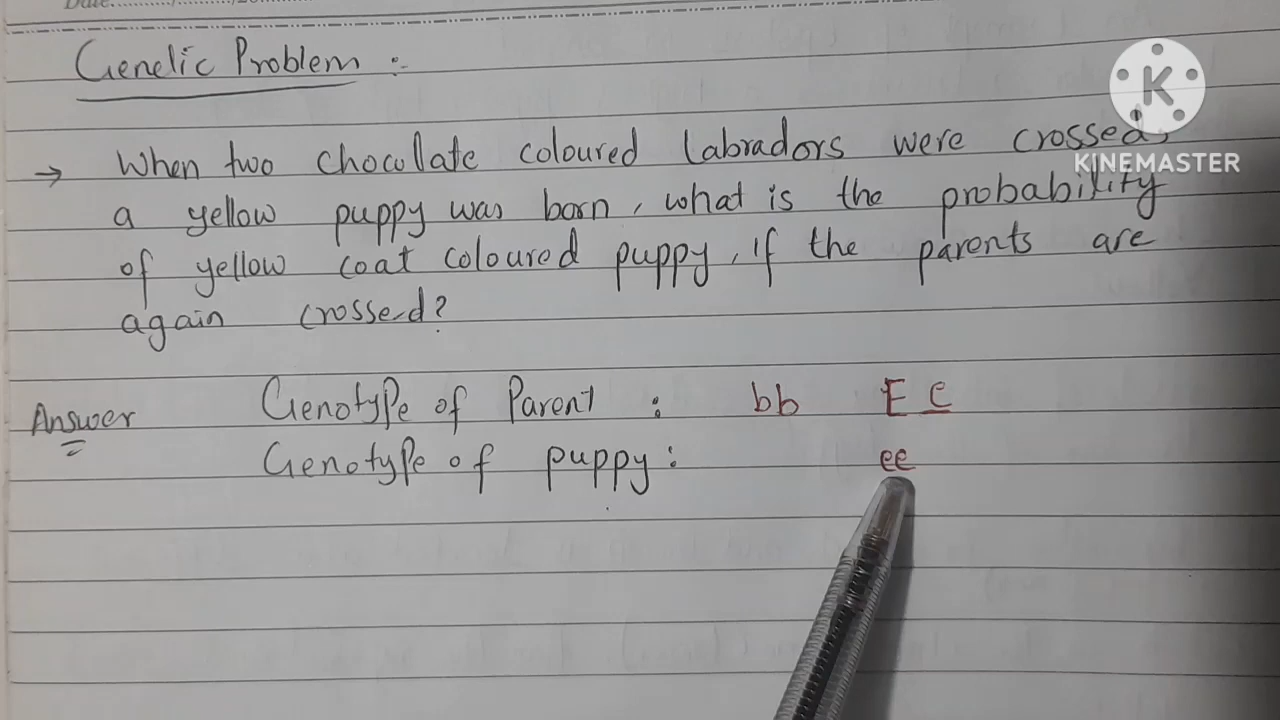 Date............/............/20
Genetic Problem :-
K
KINEMASTER
→ When two chocolate coloured Labradors were crossed,
a yellow puppy was born, what is the probability
of yellow coat coloured puppy, if the parents are
again crossed?
Answer Genotype of Parent : bb E e
Genotype of puppy: ee